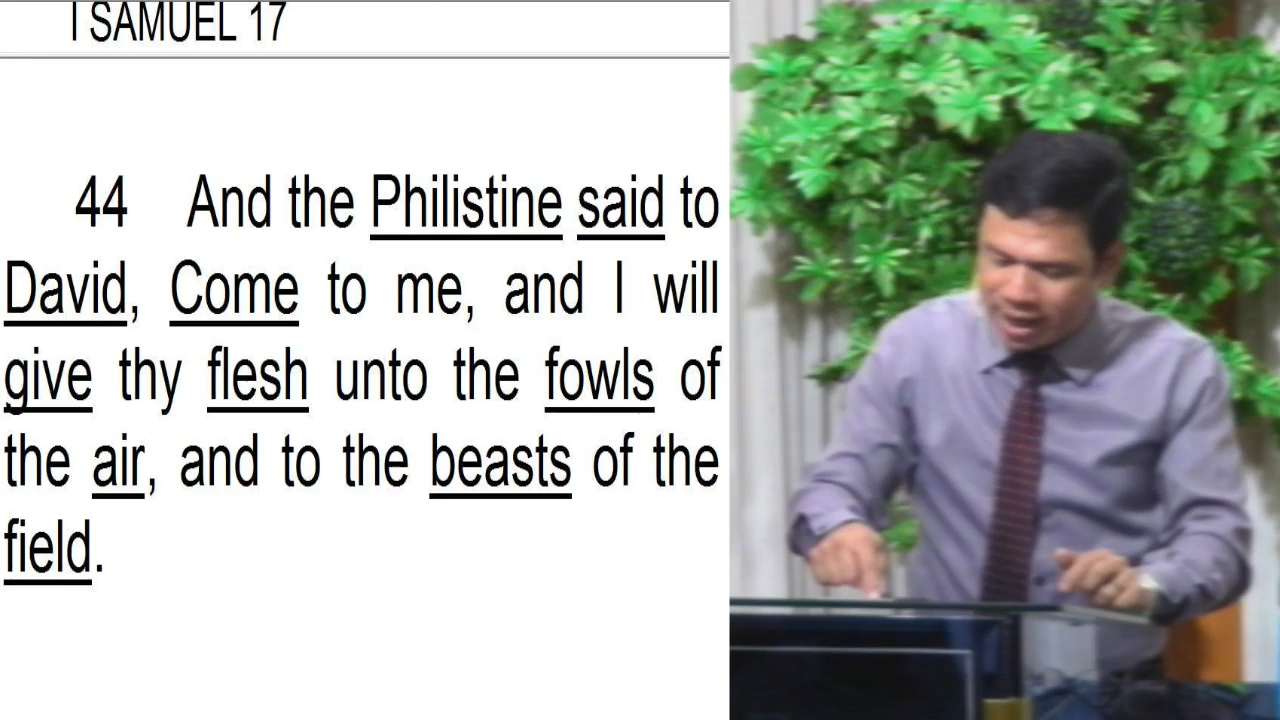 I SAMUEL 17
44 And the Philistine said to
David, Come to me, and I will
give thy flesh unto the fowls of
the air, and to the beasts of the
field.